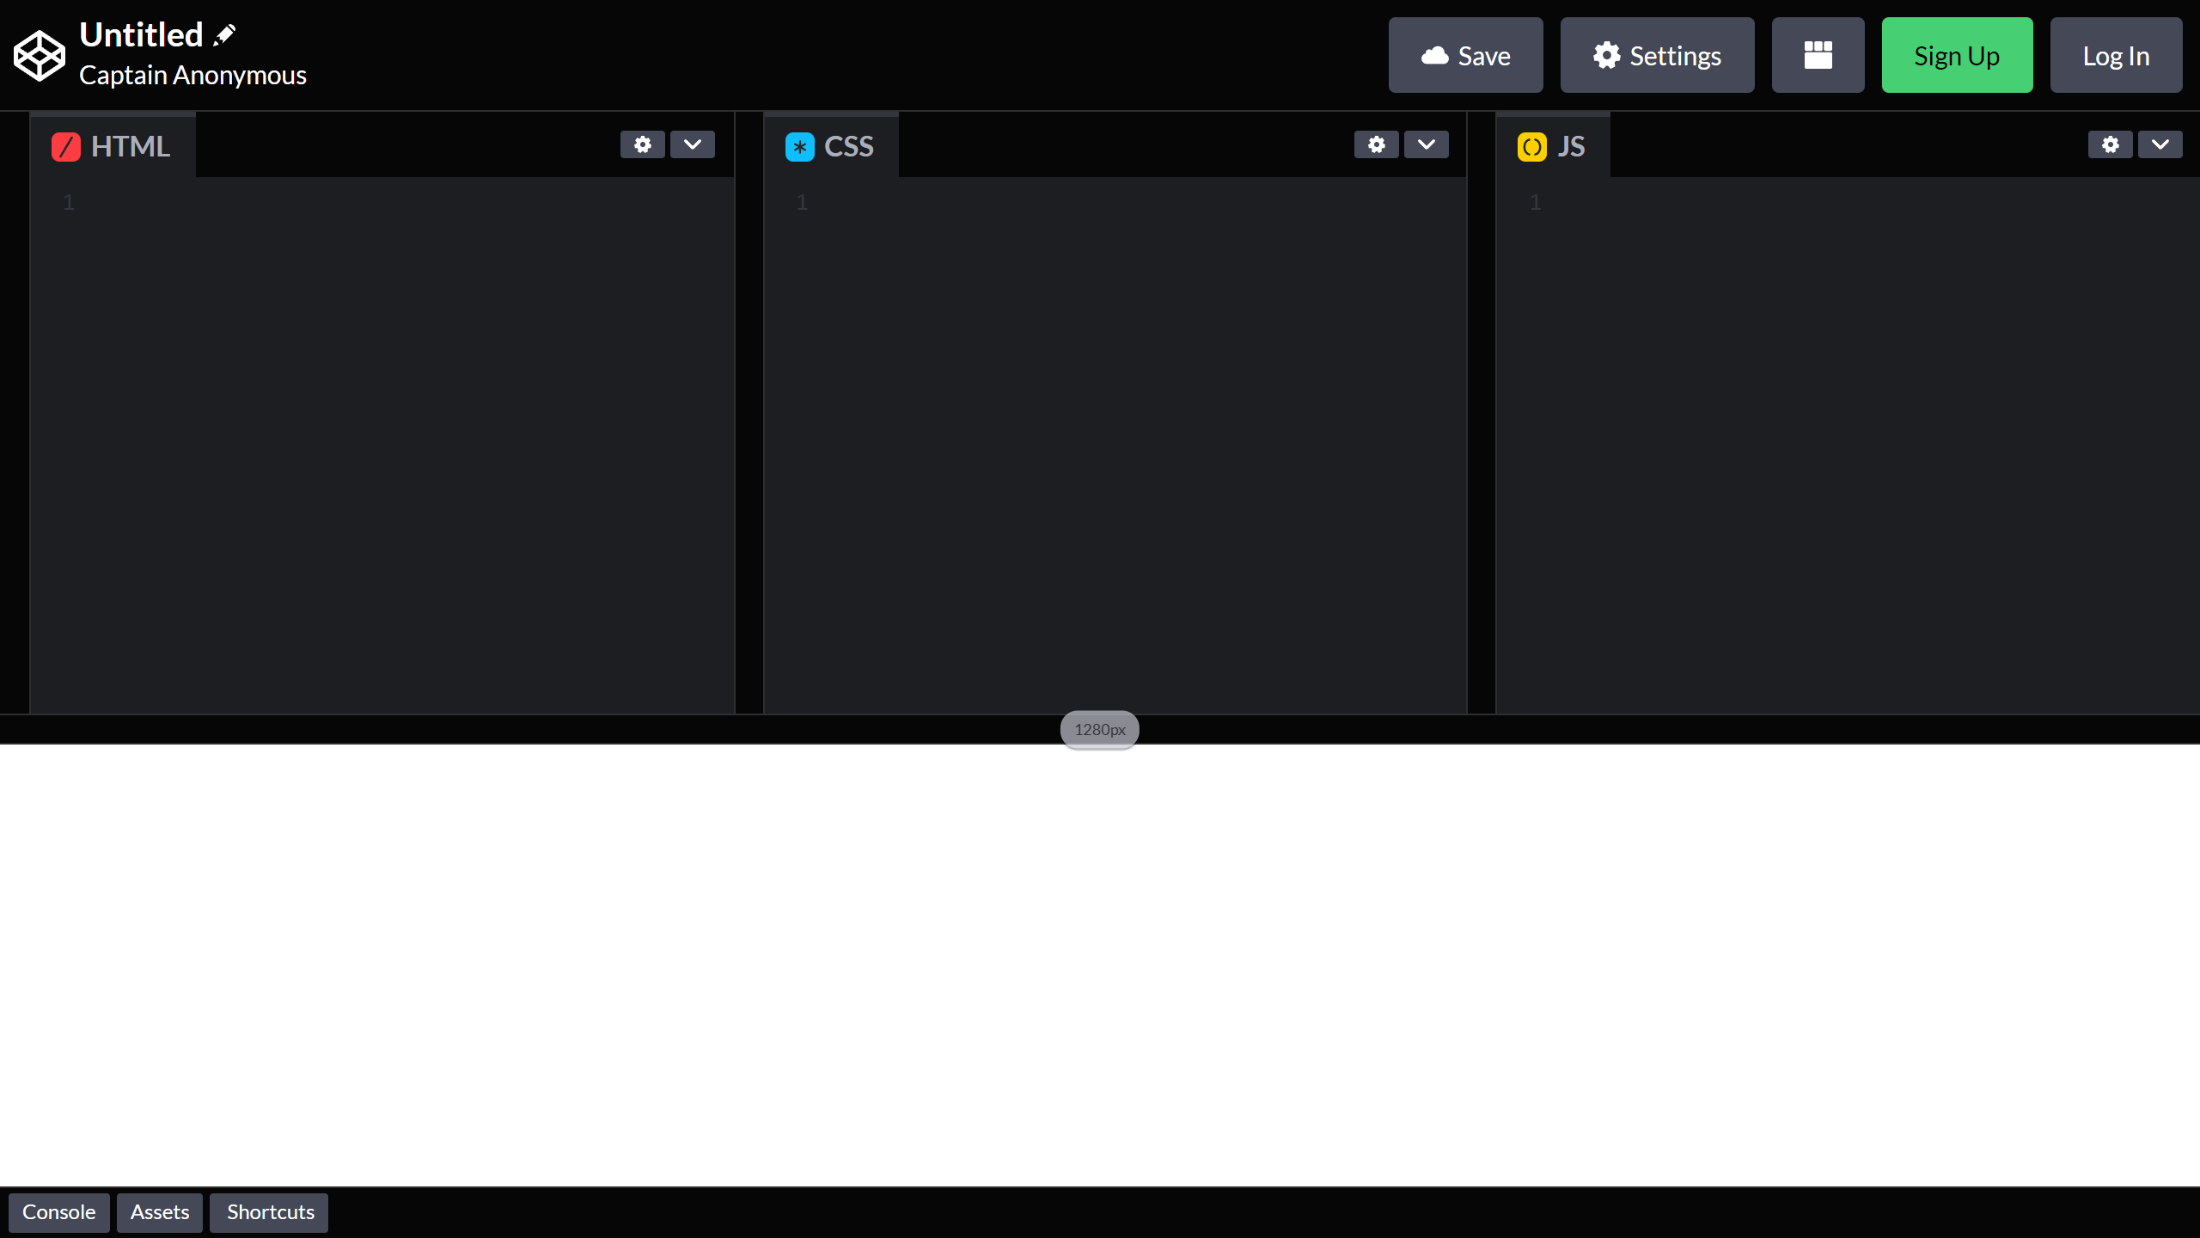 Untitled
Captain Anonymous
Save
Settings
Sign Up
Log In
HTML
CSS
JS
1
1
1
1280px
Console
Assets
Shortcuts